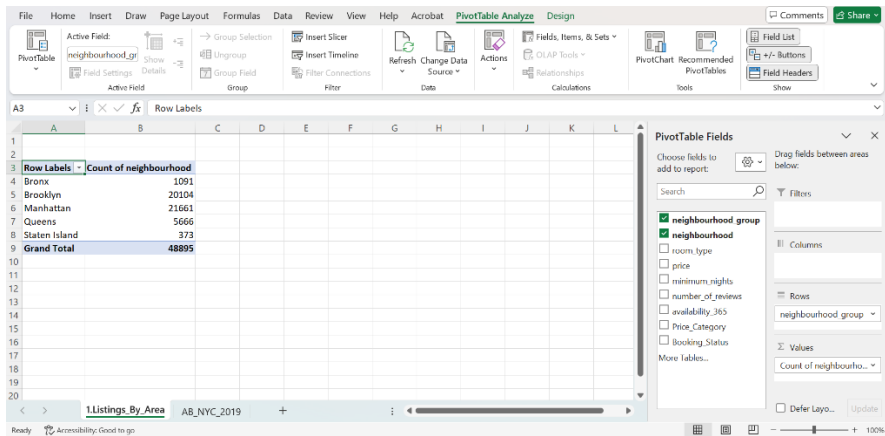 File Home Insert Draw Page Layout Formulas Data Review View Help Acrobat PivotTable Analyze Design Comments Share
PivotTable
Active Field:
neighbourhood_gr
Field Settings
Show Details
Active Field
Group Selection
Ungroup
Group Field
Group
Insert Slicer
Insert Timeline
Filter Connections
Filter
Refresh
Change Data Source
Data
Actions
Fields, Items, & Sets
OLAP Tools
Relationships
Calculations
PivotChart
Recommended PivotTables
Tools
Field List
+/- Buttons
Field Headers
Show
A3 fx Row Labels
A B C D E F G H I J K L
1
2
3 Row Labels Count of neighbourhood
4 Bronx 1091
5 Brooklyn 20104
6 Manhattan 21661
7 Queens 5666
8 Staten Island 373
9 Grand Total 48895
10
11
12
13
14
15
16
17
18
19
20
PivotTable Fields
Choose fields to
add to report:
Search
neighbourhood_group
neighbourhood
room_type
price
minimum_nights
number_of_reviews
availability_365
Price_Category
Booking_Status
More Tables...
Drag fields between areas
below:
Filters
Columns
Rows
neighbourhood_group
Σ Values
Count of neighbourho...
Defer Layo... Update
1.Listings_By_Area AB_NYC_2019 +
Ready Accessibility: Good to go 100%